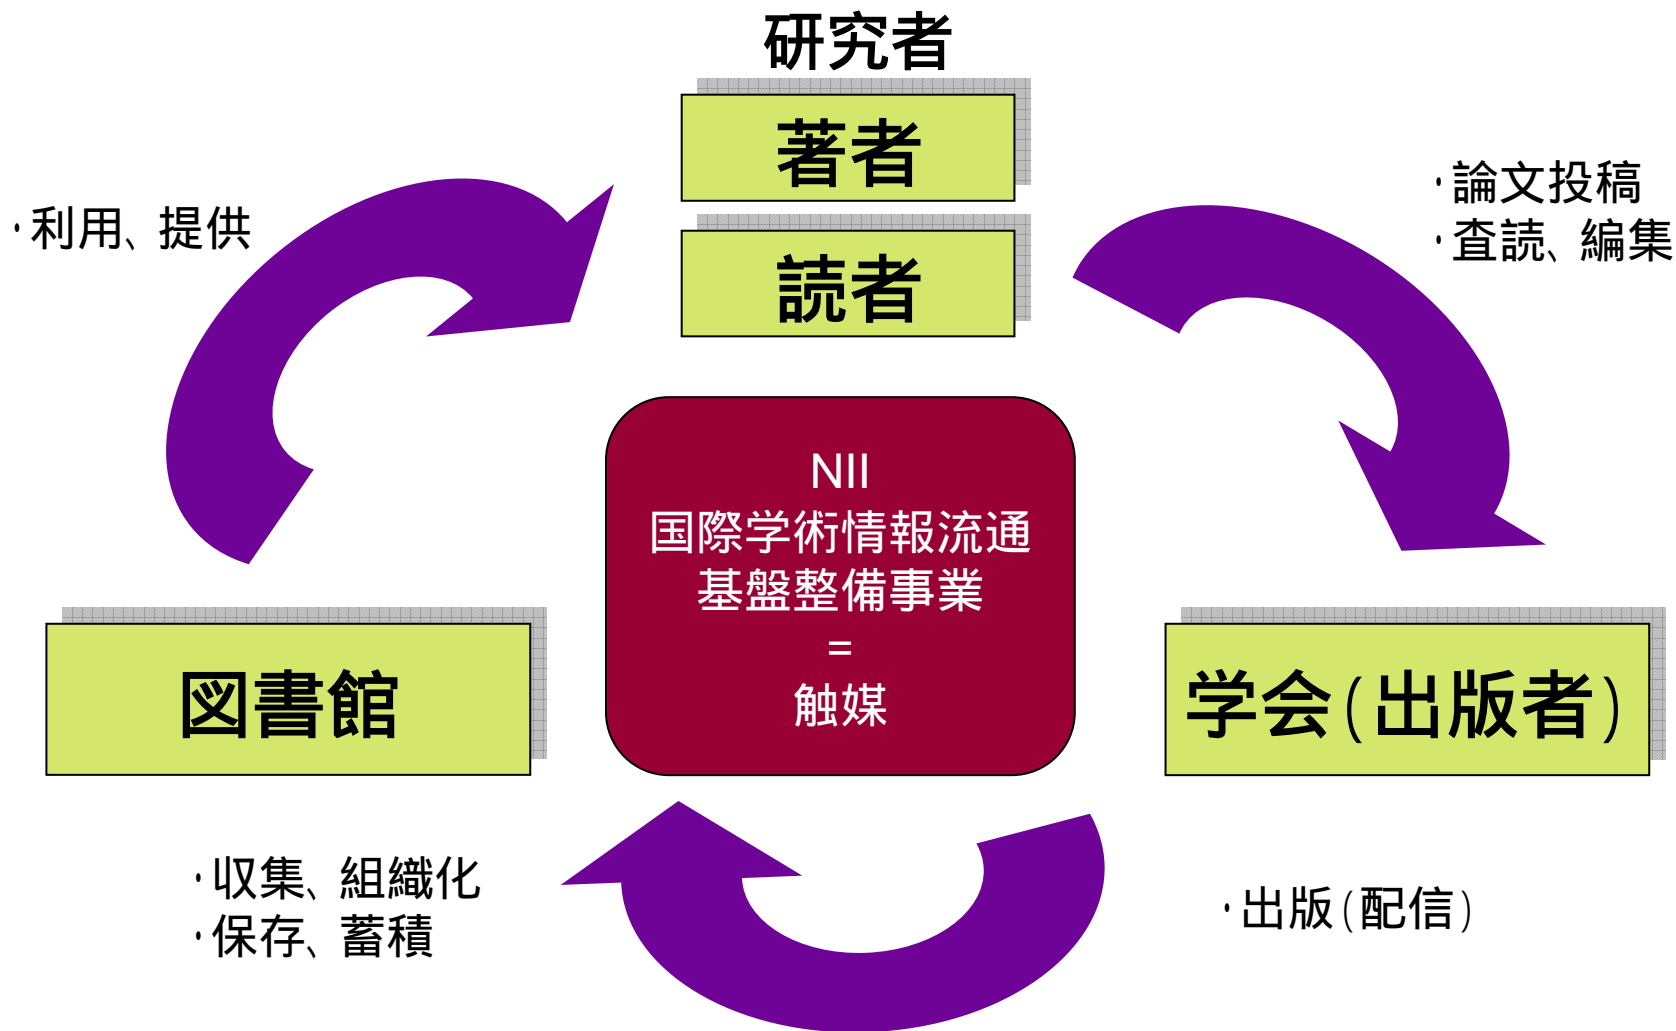 研究者
著者
読者
・利用、提供
・論文投稿
・査読、編集
NII
国際学術情報流通
基盤整備事業
=
触媒
図書館
学会(出版者)
・収集、組織化
・保存、蓄積
・出版(配信)